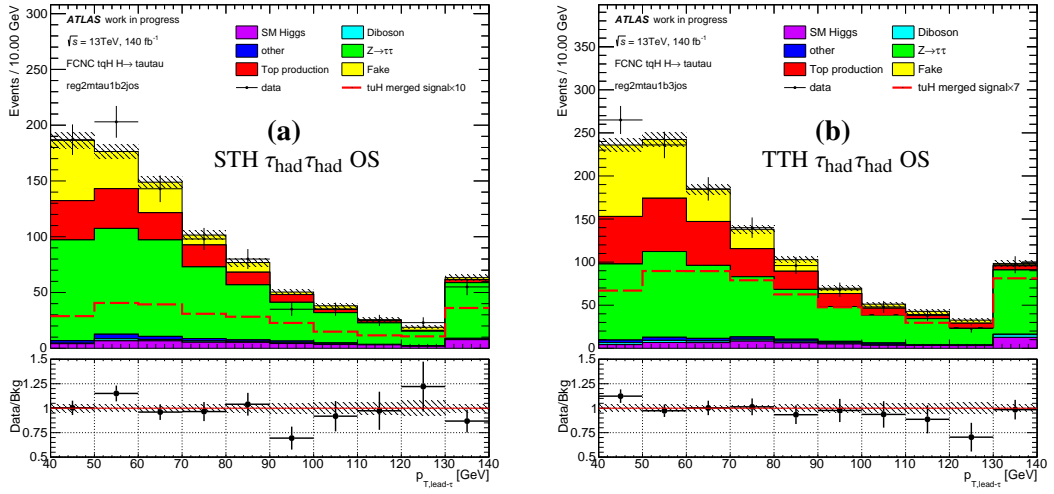 ATLAS work in progress
√s = 13TeV, 140 fb⁻¹
FCNC tqH H→ tautau
reg2mtau1b2jos
SM Higgs
other
Top production
data
Diboson
Z→ττ
Fake
tuH merged signal×10
(a)
STH τhadτhad OS
Events / 10.00 GeV
300
250
200
150
100
50
0
Data/Bkg
1.5
1.25
1
0.75
0.5
40 50 60 70 80 90 100 110 120 130 140
pT,lead-τ [GeV]
ATLAS work in progress
√s = 13TeV, 140 fb⁻¹
FCNC tqH H→ tautau
reg2mtau1b3jos
SM Higgs
other
Top production
data
Diboson
Z→ττ
Fake
tuH merged signal×7
(b)
TTH τhadτhad OS
Events / 10.00 GeV
350
300
250
200
150
100
50
0
Data/Bkg
1.5
1.25
1
0.75
0.5
40 50 60 70 80 90 100 110 120 130 140
pT,lead-τ [GeV]